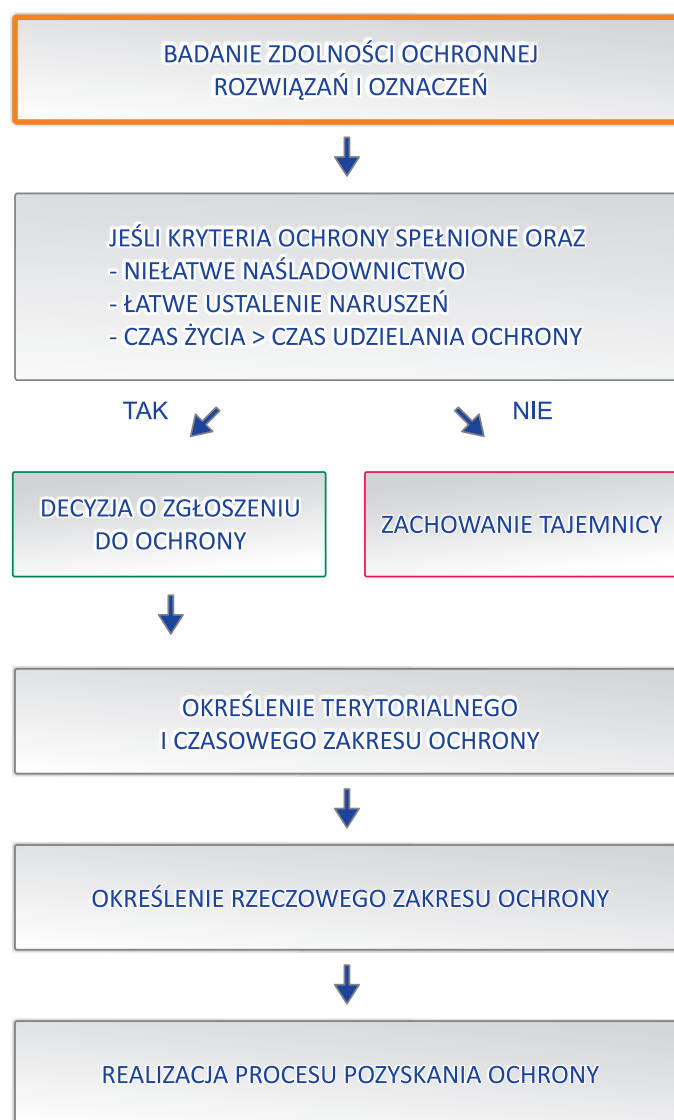 BADANIE ZDOLNOŚCI OCHRONNEJ
ROZWIĄZAŃ I OZNACZEŃ
JEŚLI KRYTERIA OCHRONY SPEŁNIONE ORAZ
- NIEŁATWE NAŚLADOWNICTWO
- ŁATWE USTALENIE NARUSZEŃ
- CZAS ŻYCIA > CZAS UDZIELANIA OCHRONY
TAK
NIE
DECYZJA O ZGŁOSZENIU
DO OCHRONY
ZACHOWANIE TAJEMNICY
OKREŚLENIE TERYTORIALNEGO
I CZASOWEGO ZAKRESU OCHRONY
OKREŚLENIE RZECZOWEGO ZAKRESU OCHRONY
REALIZACJA PROCESU POZYSKANIA OCHRONY